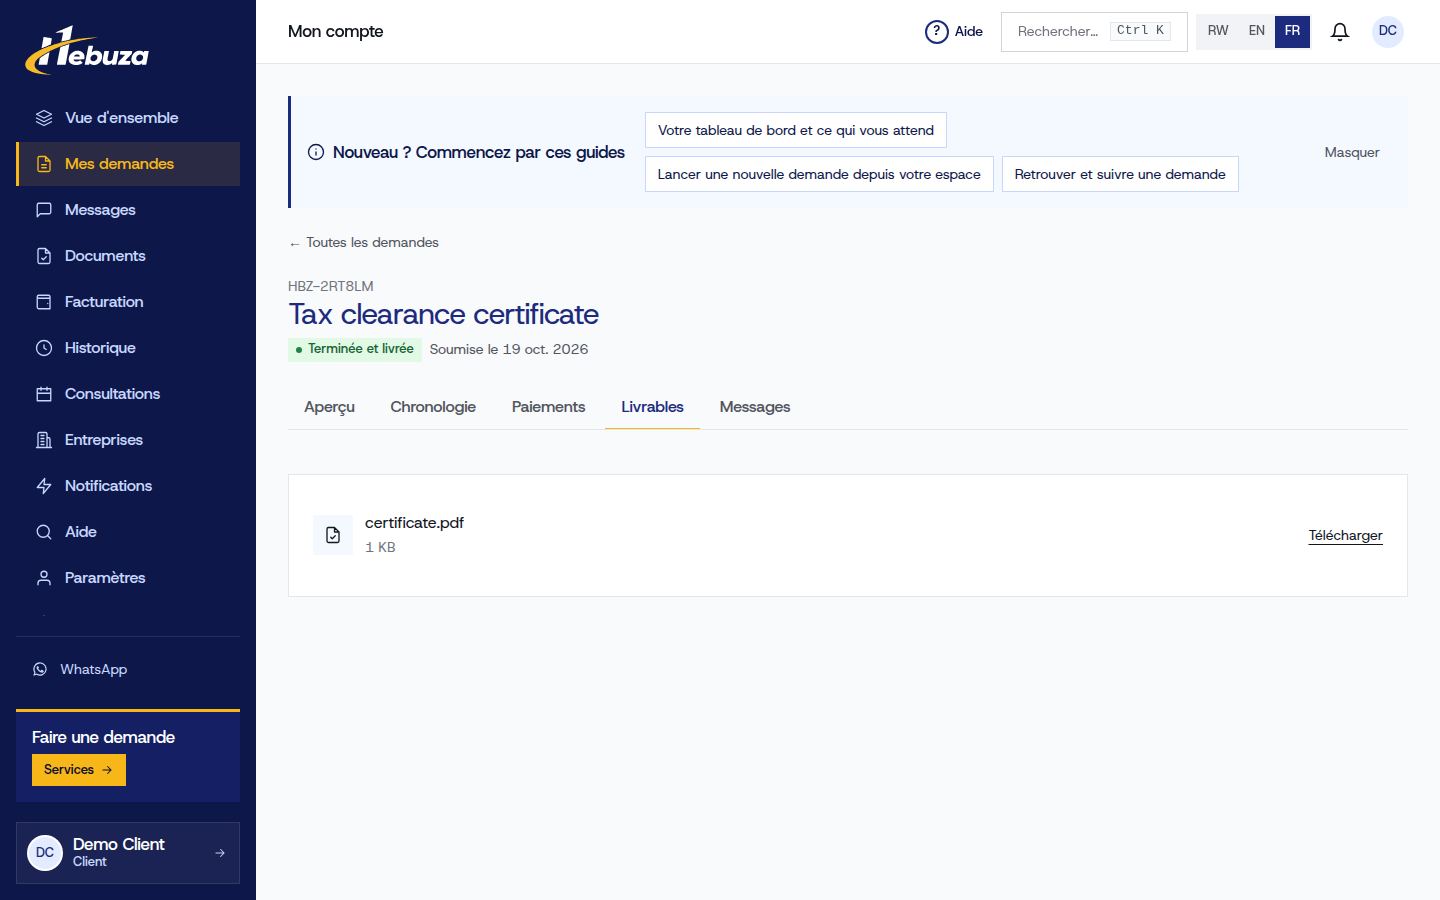 Hebuza
Vue d'ensemble
Mes demandes
Messages
Documents
Facturation
Historique
Consultations
Entreprises
Notifications
Aide
Paramètres
WhatsApp
Faire une demande
Services →
DC
Demo Client
Client
→
Mon compte
? Aide
Rechercher... Ctrl K
RW EN FR
DC
Nouveau ? Commencez par ces guides
Votre tableau de bord et ce qui vous attend
Lancer une nouvelle demande depuis votre espace
Retrouver et suivre une demande
Masquer
← Toutes les demandes
HBZ-2RT8LM
Tax clearance certificate
Terminée et livrée
Soumise le 19 oct. 2026
Aperçu
Chronologie
Paiements
Livrables
Messages
certificate.pdf
1 KB
Télécharger